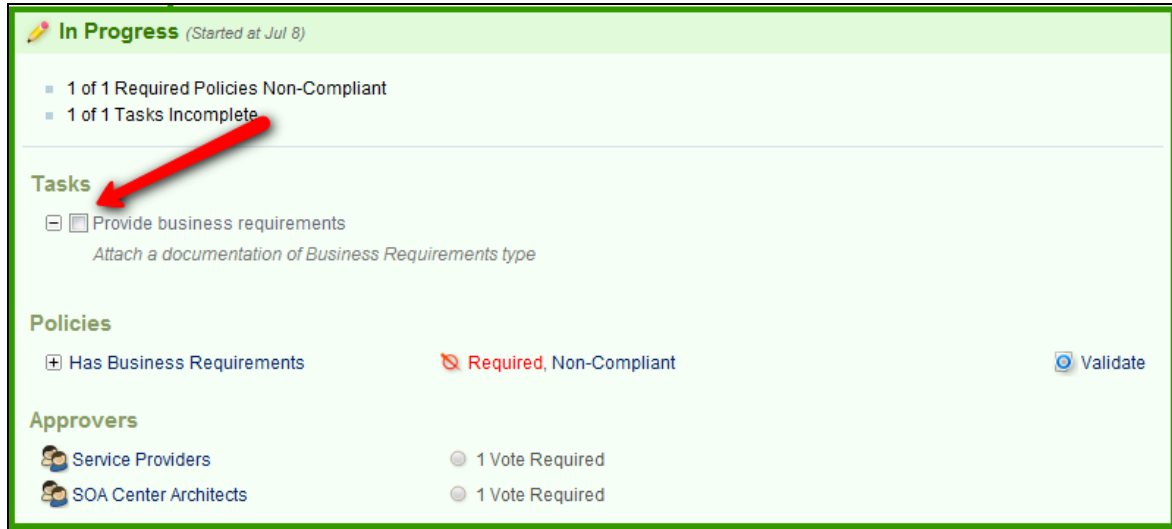 In Progress (Started at Jul 8)
1 of 1 Required Policies Non-Compliant
1 of 1 Tasks Incomplete
Tasks
Provide business requirements
Attach a documentation of Business Requirements type
Policies
Has Business Requirements Required, Non-Compliant Validate
Approvers
Service Providers 1 Vote Required
SOA Center Architects 1 Vote Required